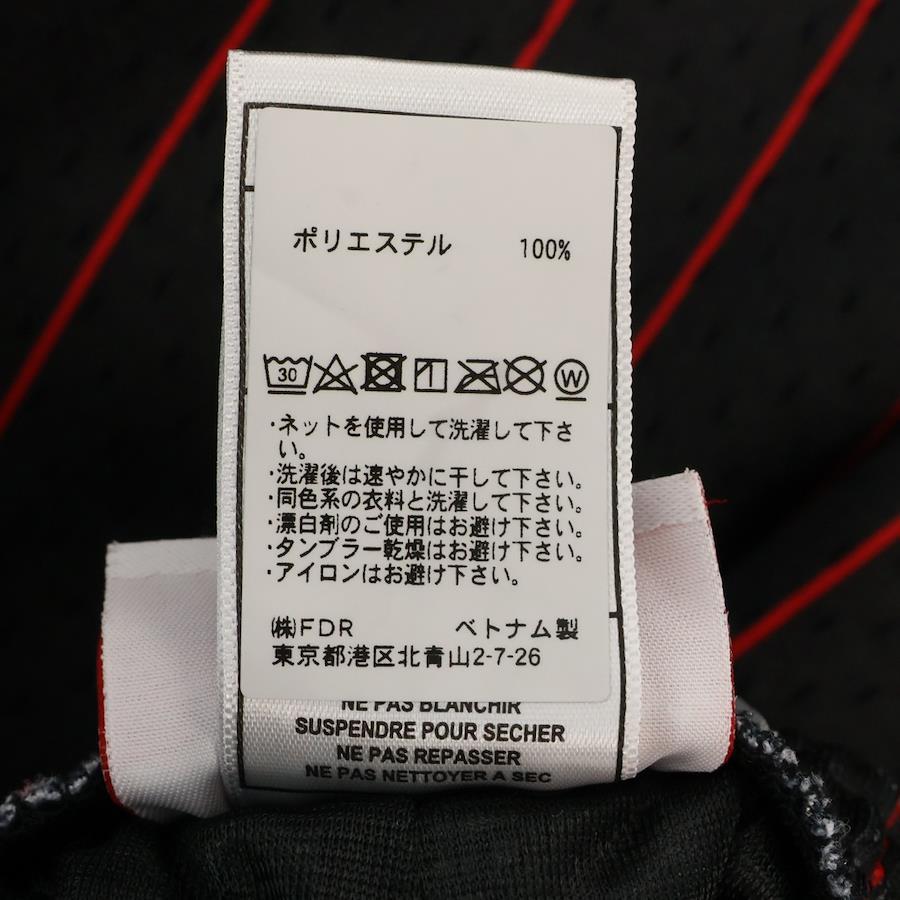 ポリエステル 100%
30 W
・ネットを使用して洗濯して下さ
い。
・洗濯後は速やかに干して下さい。
・同色系の衣料と洗濯して下さい。
・漂白剤のご使用はお避け下さい。
・タンブラー乾燥はお避け下さい。
・アイロンはお避け下さい。
㈱FDR ベトナム製
東京都港区北青山2-7-26
NE PAS BLANCHIR
SUSPENDRE POUR SECHER
NE PAS REPASSER
NE PAS NETTOYER A SEC